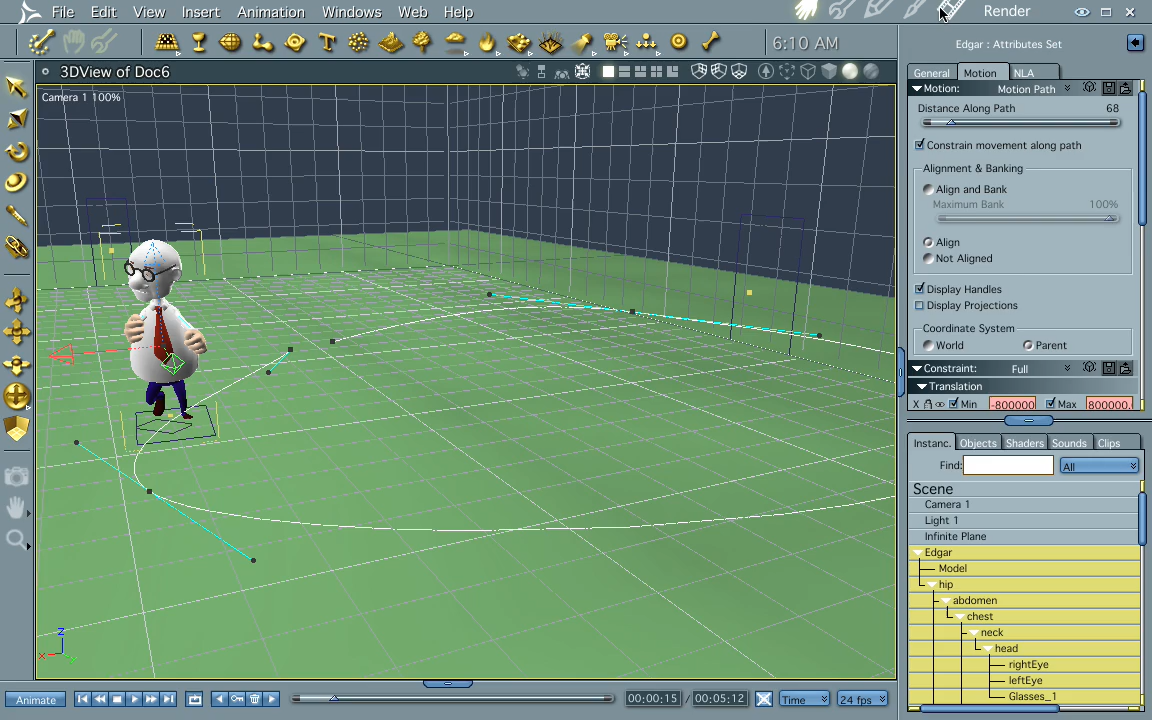 File Edit View Insert Animation Windows Web Help Render
6:10 AM
Edgar : Attributes Set
3DView of Doc6
Camera 1 100%
General Motion NLA
Motion: Motion Path
Distance Along Path 68
Constrain movement along path
Alignment & Banking
Align and Bank
Maximum Bank 100%
Align
Not Aligned
Display Handles
Display Projections
Coordinate System
World Parent
Constraint: Full
Translation
X Min -800000 Max 800000.
Instanc. Objects Shaders Sounds Clips
Find: All
Scene
Camera 1
Light 1
Infinite Plane
Edgar
Model
hip
abdomen
chest
neck
head
rightEye
leftEye
Glasses_1
Z
X
Y
Animate 00:00:15 / 00:05:12 Time 24 fps